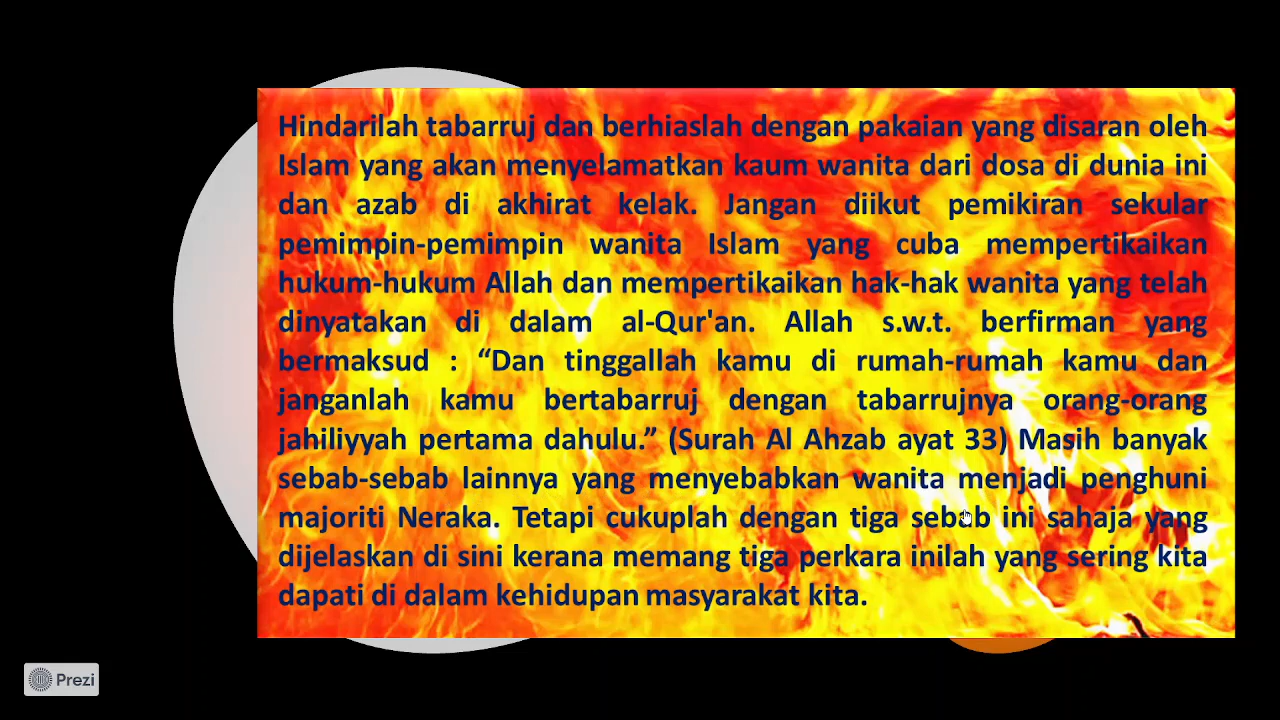 Hindarilah tabarruj dan berhiaslah dengan pakaian yang disaran oleh
Islam yang akan menyelamatkan kaum wanita dari dosa di dunia ini
dan azab di akhirat kelak. Jangan diikut pemikiran sekular
pemimpin-pemimpin wanita Islam yang cuba mempertikaikan
hukum-hukum Allah dan mempertikaikan hak-hak wanita yang telah
dinyatakan di dalam al-Qur'an. Allah s.w.t. berfirman yang
bermaksud : “Dan tinggallah kamu di rumah-rumah kamu dan
janganlah kamu bertabarruj dengan tabarrujnya orang-orang
jahiliyyah pertama dahulu.” (Surah Al Ahzab ayat 33) Masih banyak
sebab-sebab lainnya yang menyebabkan wanita menjadi penghuni
majoriti Neraka. Tetapi cukuplah dengan tiga sebab ini sahaja yang
dijelaskan di sini kerana memang tiga perkara inilah yang sering kita
dapati di dalam kehidupan masyarakat kita.
Prezi